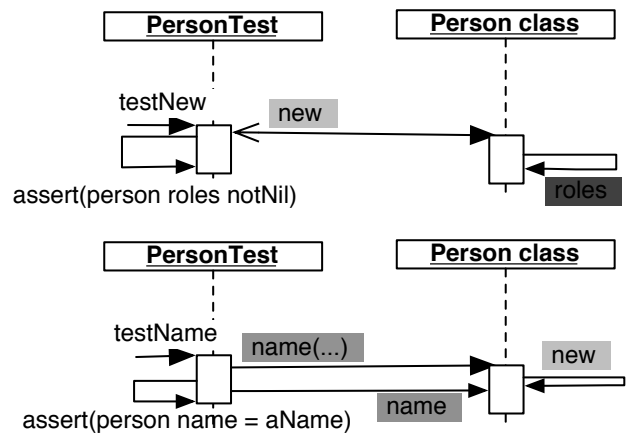 PersonTest
Person class
testNew
new
assert(person roles notNil)
roles
PersonTest
Person class
testName
name(...)
new
name
assert(person name = aName)